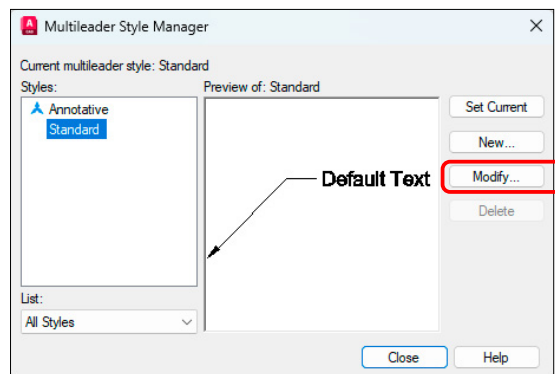 Multileader Style Manager
Current multileader style: Standard
Styles:
Preview of: Standard
Annotative
Standard
Default Text
Set Current
New...
Modify...
Delete
List:
All Styles
Close
Help